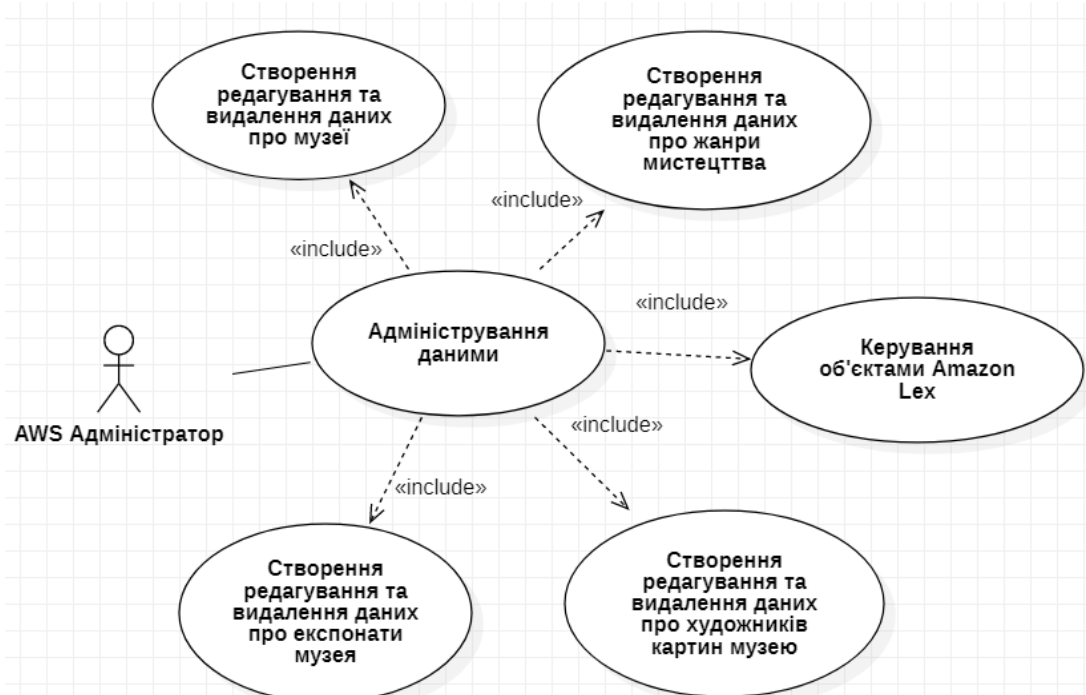 Створення
редагування та
видалення даних
про музеї
Створення
редагування та
видалення даних
про жанри
мистецттва
«include»
«include»
«include»
Адміністрування
даними
Керування
об'єктами Amazon
Lex
AWS Адміністратор
«include»
«include»
Створення
редагування та
видалення даних
про експонати
музея
Створення
редагування та
видалення даних
про художників
картин музею